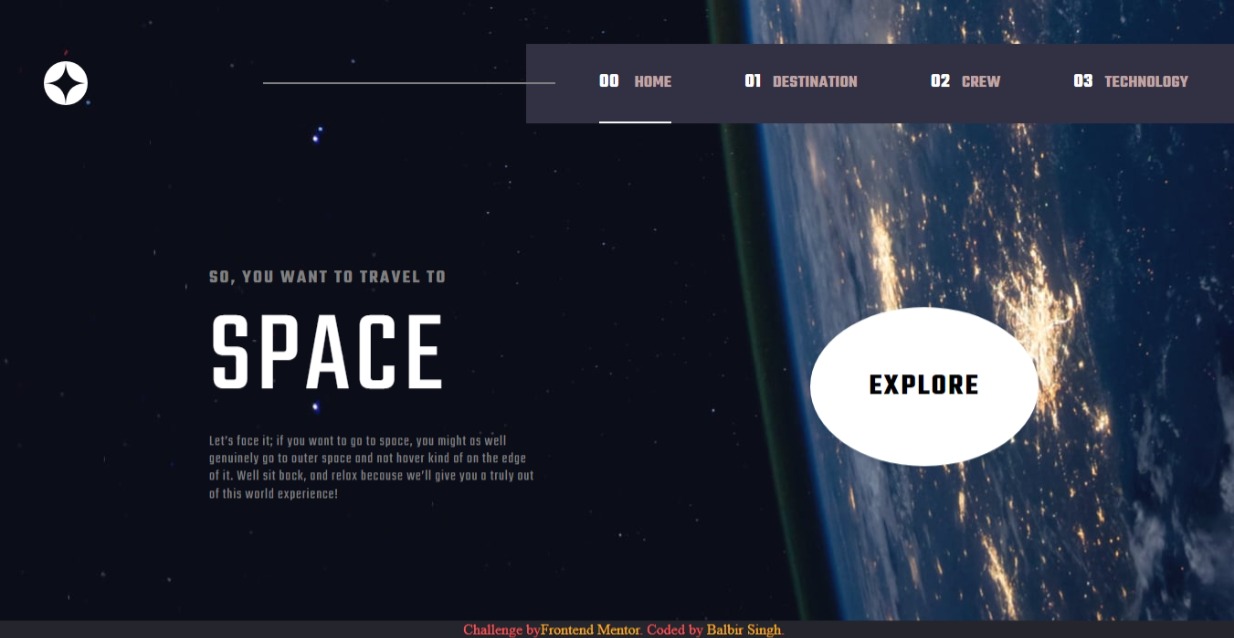 00 HOME 01 DESTINATION 02 CREW 03 TECHNOLOGY
SO, YOU WANT TO TRAVEL TO
SPACE
Let's face it; if you want to go to space, you might as well
genuinely go to outer space and not hover kind of on the edge
of it. Well sit back, and relax because we'll give you a truly out
of this world experience!
EXPLORE
Challenge byFrontend Mentor. Coded by Balbir Singh.